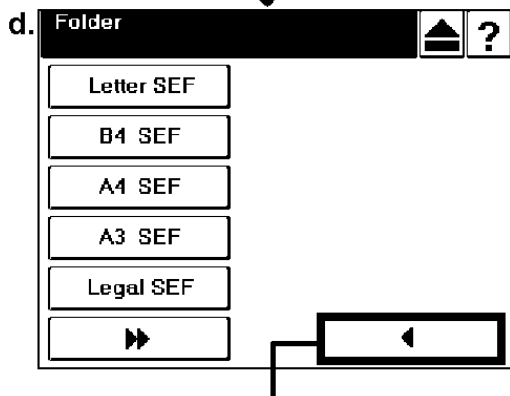 d.
Folder ?
Letter SEF
B4 SEF
A4 SEF
A3 SEF
Legal SEF